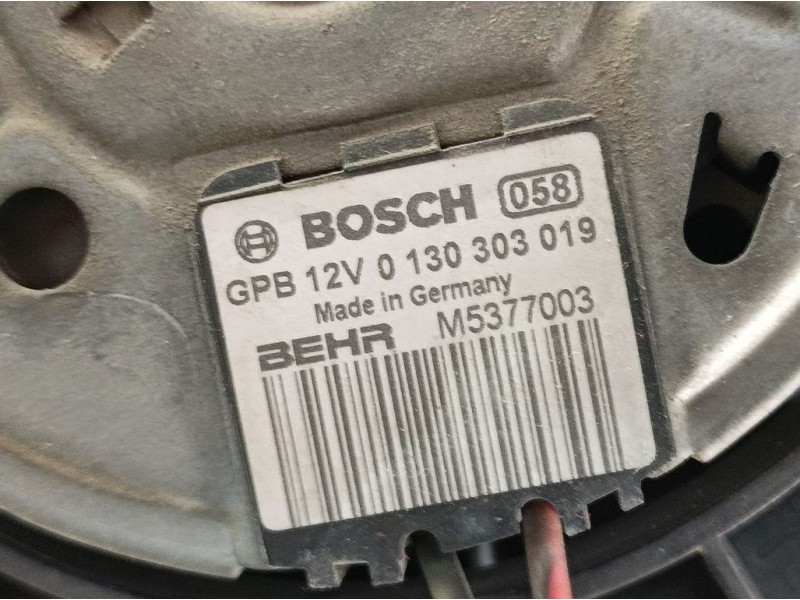 BOSCH 058
GPB 12V 0 130 303 019
Made in Germany
BEHR M5377003